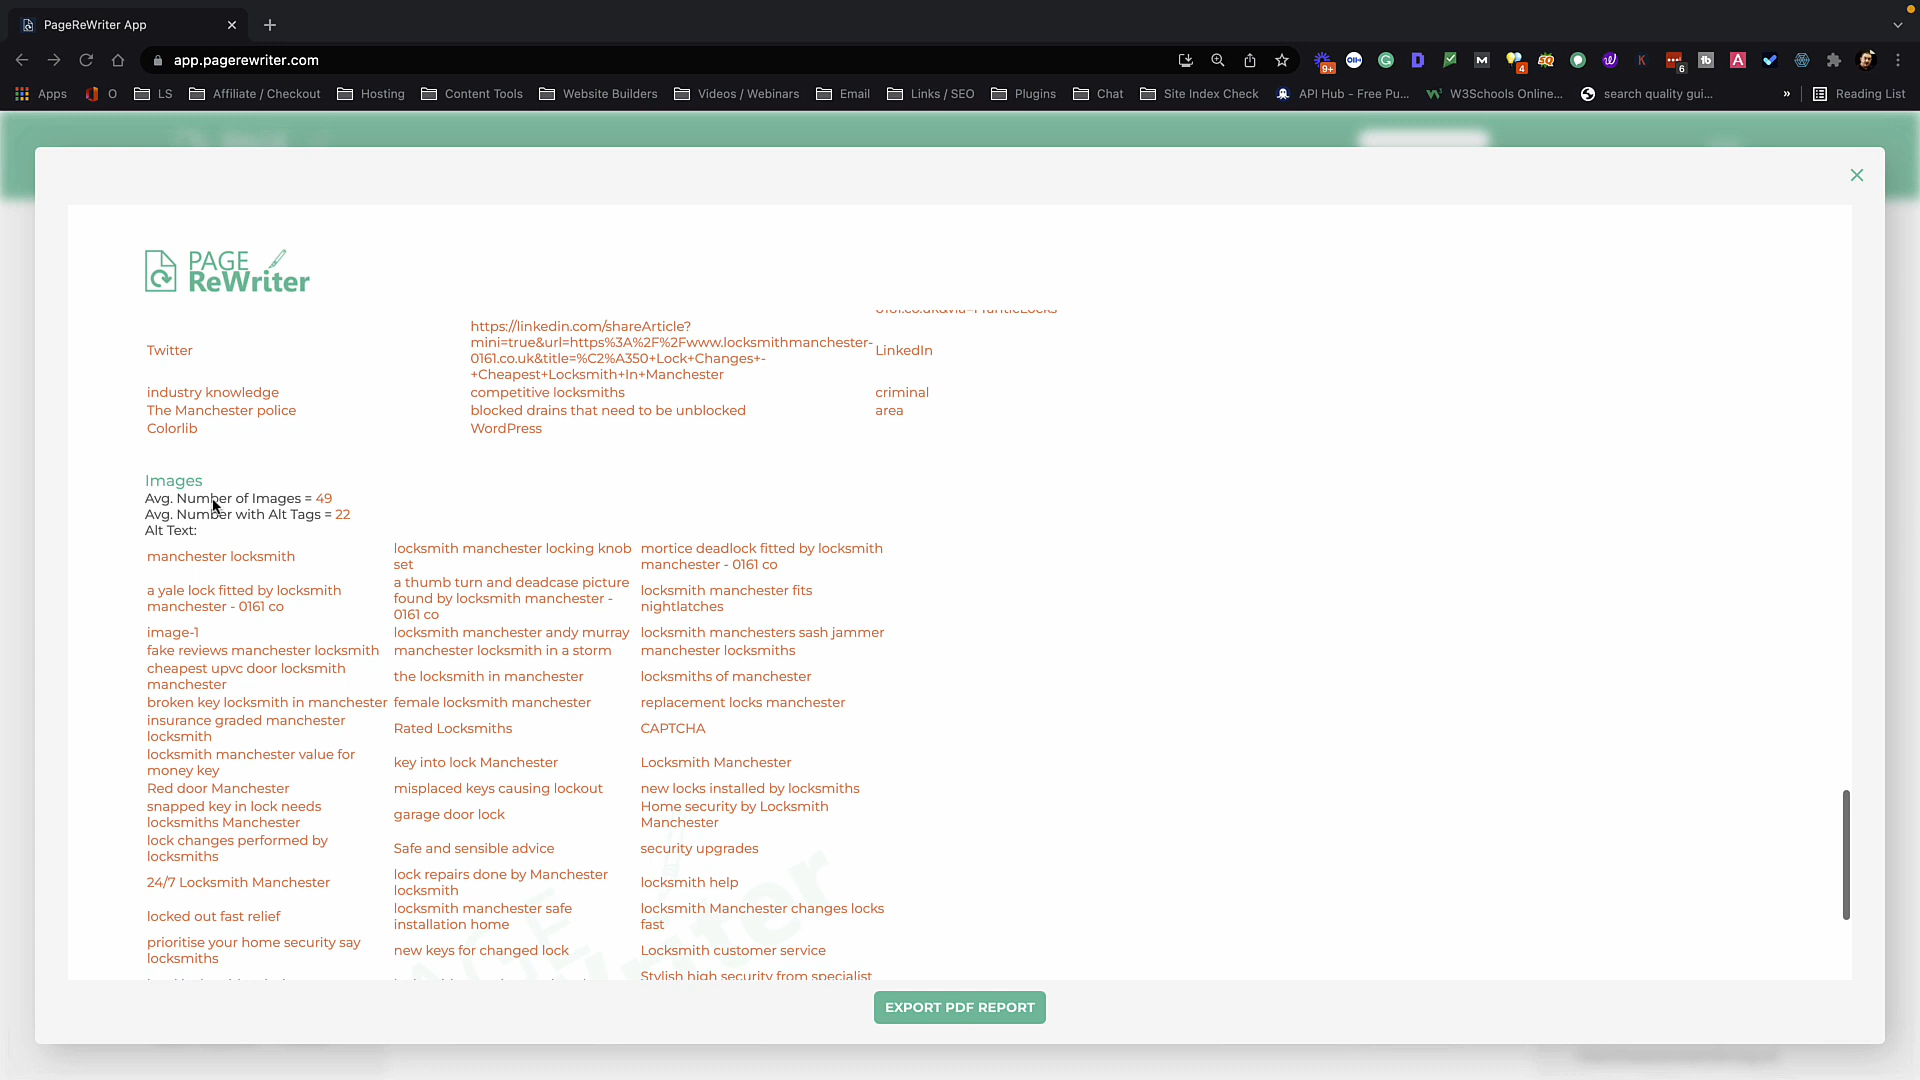 PageReWriter App
app.pagerewriter.com
9+
4
6
Apps
O
LS
Affiliate / Checkout
Hosting
Content Tools
Website Builders
Videos / Webinars
Email
Links / SEO
Plugins
Chat
Site Index Check
API Hub - Free Pu...
W3Schools Online...
search quality gui...
»
Reading List
PAGE
ReWriter
Twitter
https://linkedin.com/shareArticle?
mini=true&url=https%3A%2F%2Fwww.locksmithmanchester-
0161.co.uk&title=%C2%A350+Lock+Changes+-
+Cheapest+Locksmith+In+Manchester
LinkedIn
industry knowledge
competitive locksmiths
criminal
The Manchester police
blocked drains that need to be unblocked
area
Colorlib
WordPress
Images
Avg. Number of Images = 49
Avg. Number with Alt Tags = 22
Alt Text:
manchester locksmith
locksmith manchester locking knob
set
mortice deadlock fitted by locksmith
manchester - 0161 co
a yale lock fitted by locksmith
manchester - 0161 co
a thumb turn and deadcase picture
found by locksmith manchester -
0161 co
locksmith manchester fits
nightlatches
image-1
locksmith manchester andy murray
locksmith manchesters sash jammer
fake reviews manchester locksmith
manchester locksmith in a storm
manchester locksmiths
cheapest upvc door locksmith
manchester
the locksmith in manchester
locksmiths of manchester
broken key locksmith in manchester
female locksmith manchester
replacement locks manchester
insurance graded manchester
locksmith
Rated Locksmiths
CAPTCHA
locksmith manchester value for
money key
key into lock Manchester
Locksmith Manchester
Red door Manchester
misplaced keys causing lockout
new locks installed by locksmiths
snapped key in lock needs
locksmiths Manchester
garage door lock
Home security by Locksmith
Manchester
lock changes performed by
locksmiths
Safe and sensible advice
security upgrades
24/7 Locksmith Manchester
lock repairs done by Manchester
locksmith
locksmith help
locked out fast relief
locksmith manchester safe
installation home
locksmith Manchester changes locks
fast
prioritise your home security say
locksmiths
new keys for changed lock
Locksmith customer service
Stylish high security from specialist
EXPORT PDF REPORT